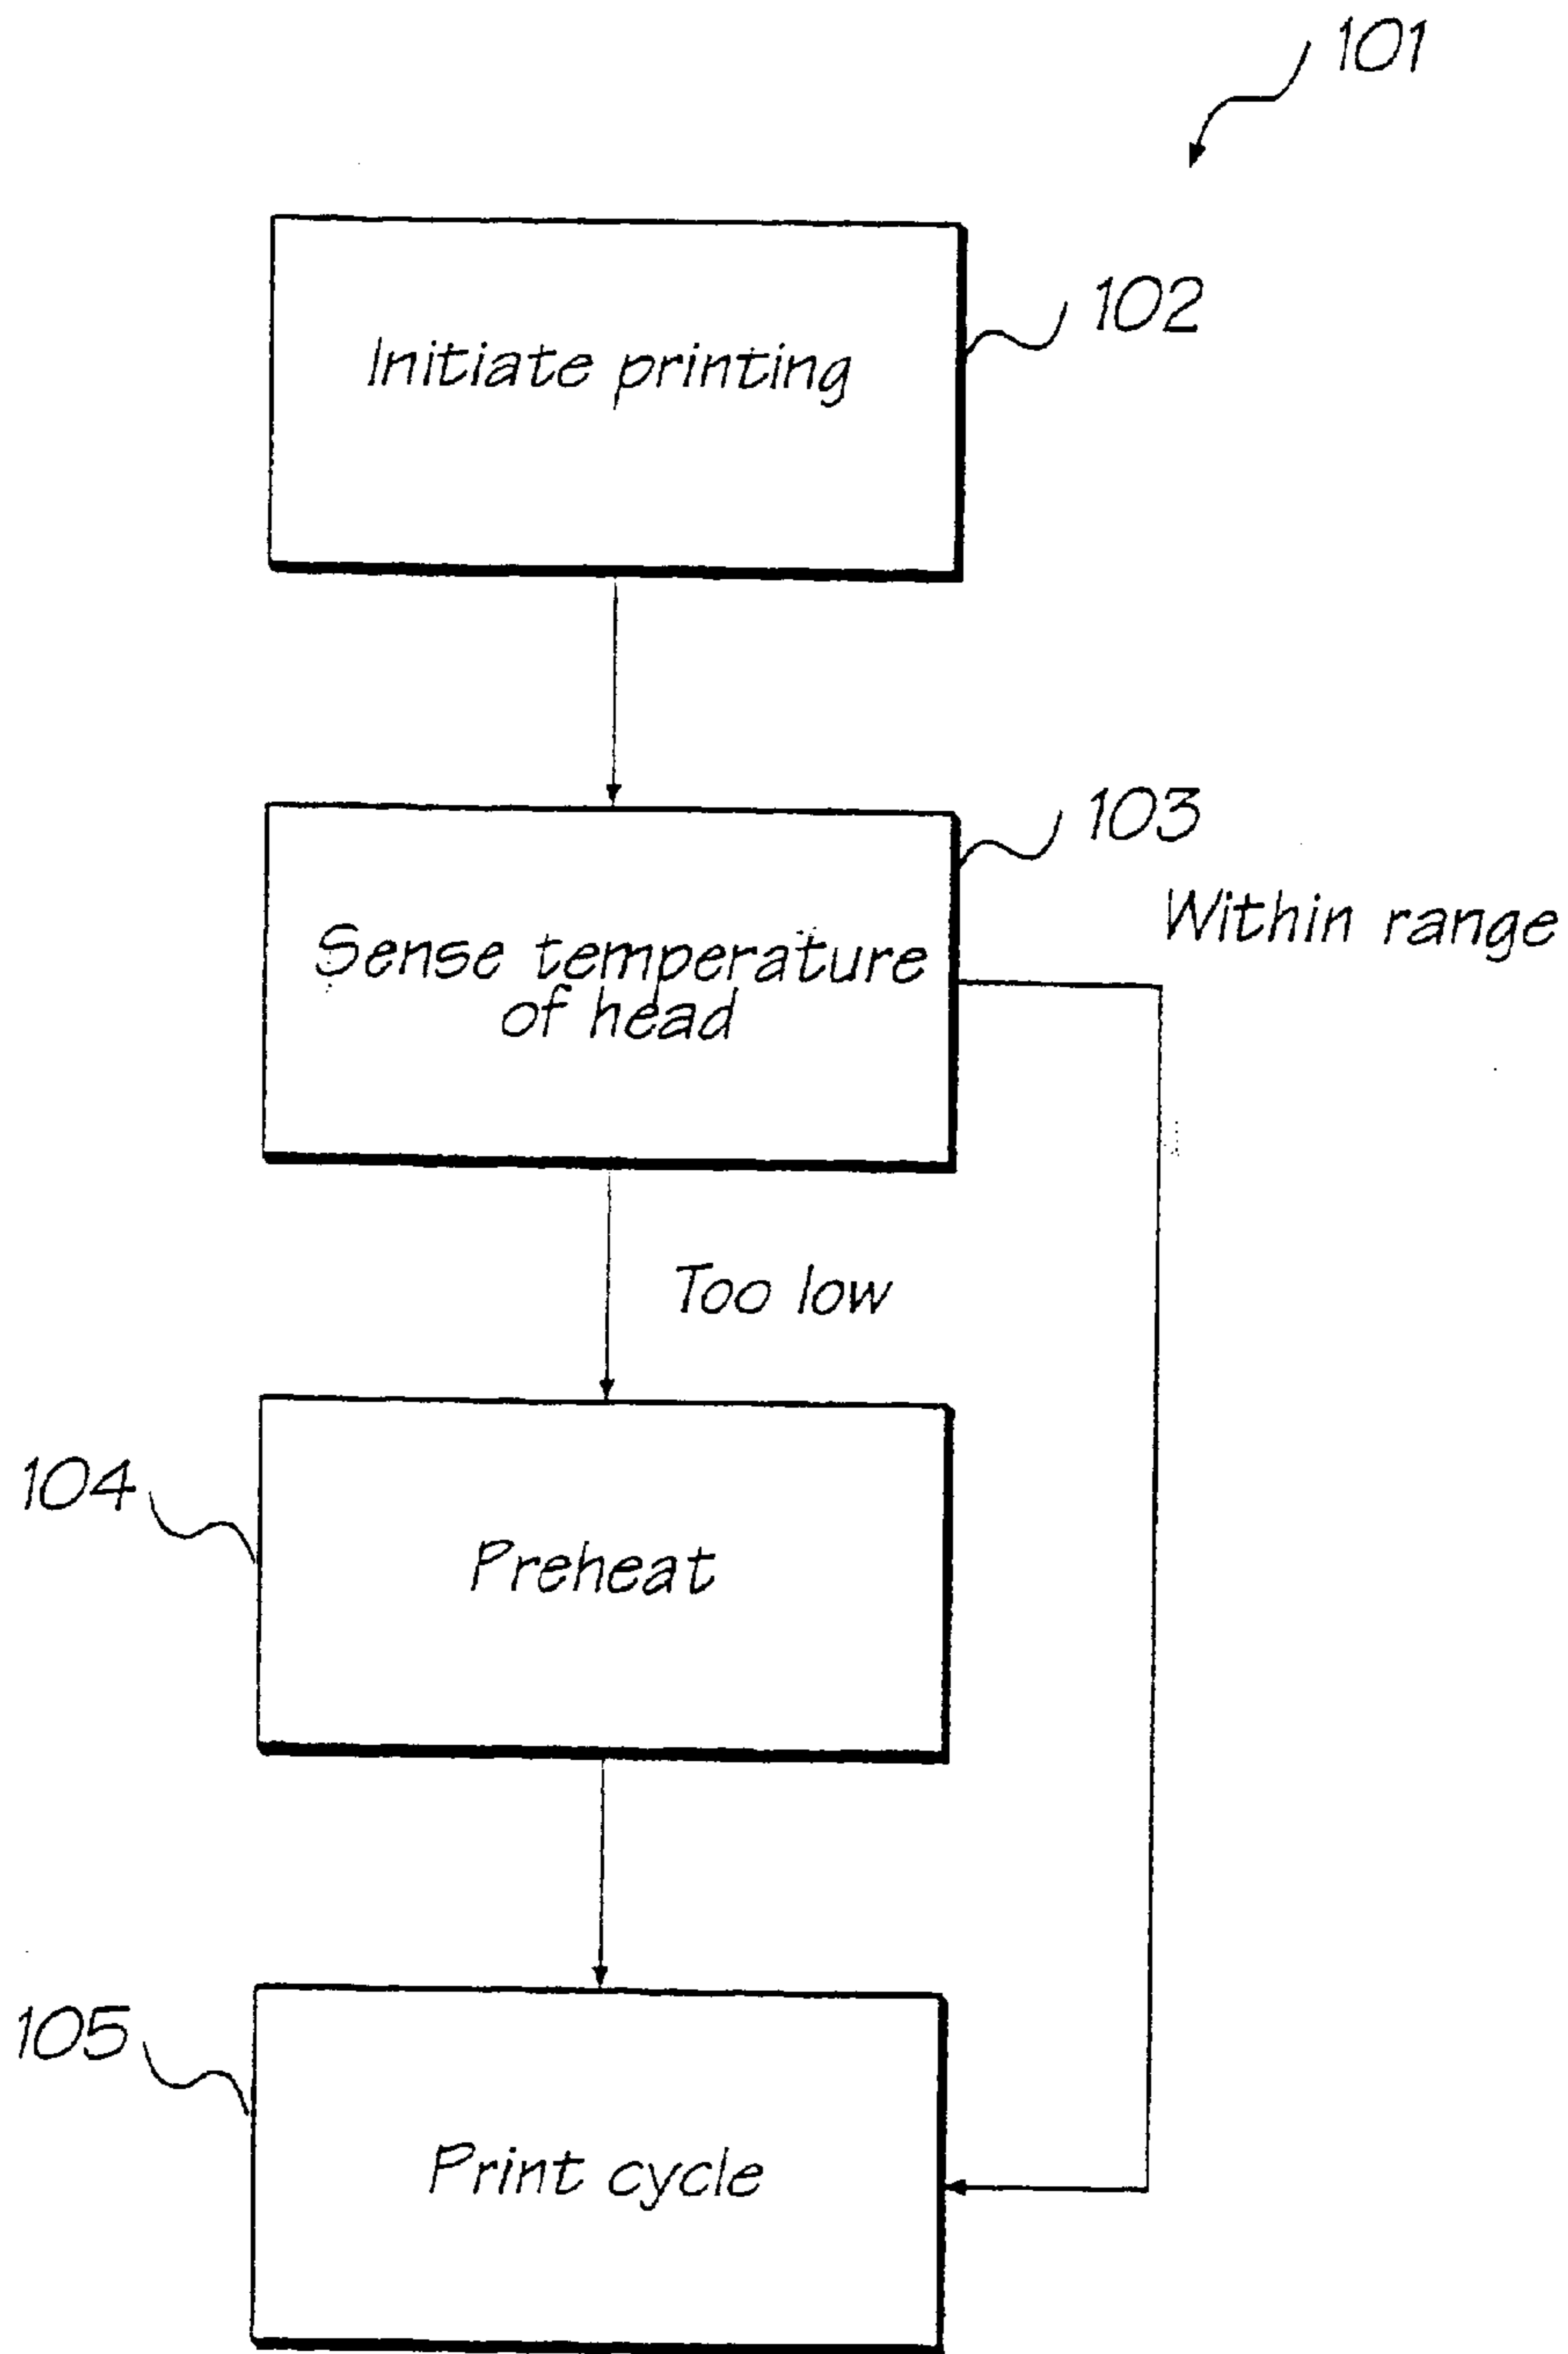 101
Initiate printing
102
103
Within range
Sense temperature
of head
Too low
104
Preheat
105
Print cycle